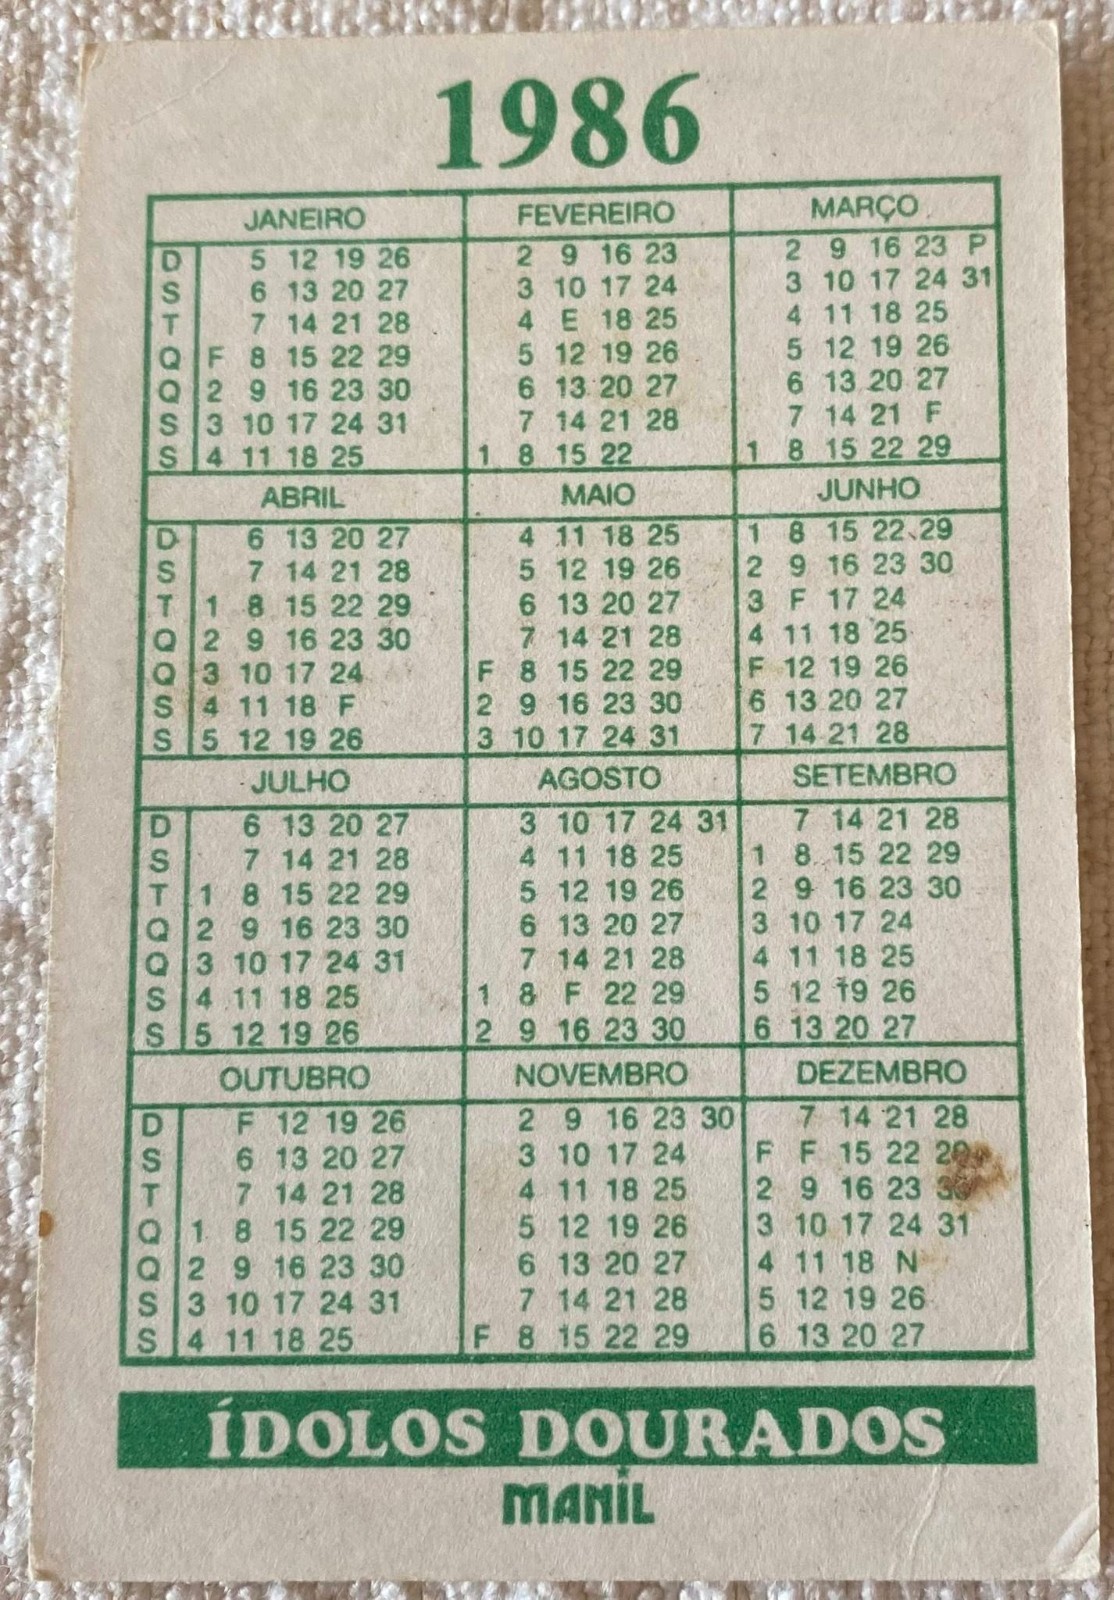 1986
JANEIRO FEVEREIRO MARÇO
D 5 12 19 26 2 9 16 23 2 9 16 23 P
S 6 13 20 27 3 10 17 24 3 10 17 24 31
T 7 14 21 28 4 E 18 25 4 11 18 25
Q F 8 15 22 29 5 12 19 26 5 12 19 26
Q 2 9 16 23 30 6 13 20 27 6 13 20 27
S 3 10 17 24 31 7 14 21 28 7 14 21 F
S 4 11 18 25 1 8 15 22 1 8 15 22 29
ABRIL MAIO JUNHO
D 6 13 20 27 4 11 18 25 1 8 15 22 29
S 7 14 21 28 5 12 19 26 2 9 16 23 30
T 1 8 15 22 29 6 13 20 27 3 F 17 24
Q 2 9 16 23 30 7 14 21 28 4 11 18 25
Q 3 10 17 24 F 8 15 22 29 F 12 19 26
S 4 11 18 F 2 9 16 23 30 6 13 20 27
S 5 12 19 26 3 10 17 24 31 7 14 21 28
JULHO AGOSTO SETEMBRO
D 6 13 20 27 3 10 17 24 31 7 14 21 28
S 7 14 21 28 4 11 18 25 1 8 15 22 29
T 1 8 15 22 29 5 12 19 26 2 9 16 23 30
Q 2 9 16 23 30 6 13 20 27 3 10 17 24
Q 3 10 17 24 31 7 14 21 28 4 11 18 25
S 4 11 18 25 1 8 F 22 29 5 12 19 26
S 5 12 19 26 2 9 16 23 30 6 13 20 27
OUTUBRO NOVEMBRO DEZEMBRO
D F 12 19 26 2 9 16 23 30 7 14 21 28
S 6 13 20 27 3 10 17 24 F F 15 22 29
T 7 14 21 28 4 11 18 25 2 9 16 23 30
Q 1 8 15 22 29 5 12 19 26 3 10 17 24 31
Q 2 9 16 23 30 6 13 20 27 4 11 18 N
S 3 10 17 24 31 7 14 21 28 5 12 19 26
S 4 11 18 25 F 8 15 22 29 6 13 20 27
ÍDOLOS DOURADOS
MANIL